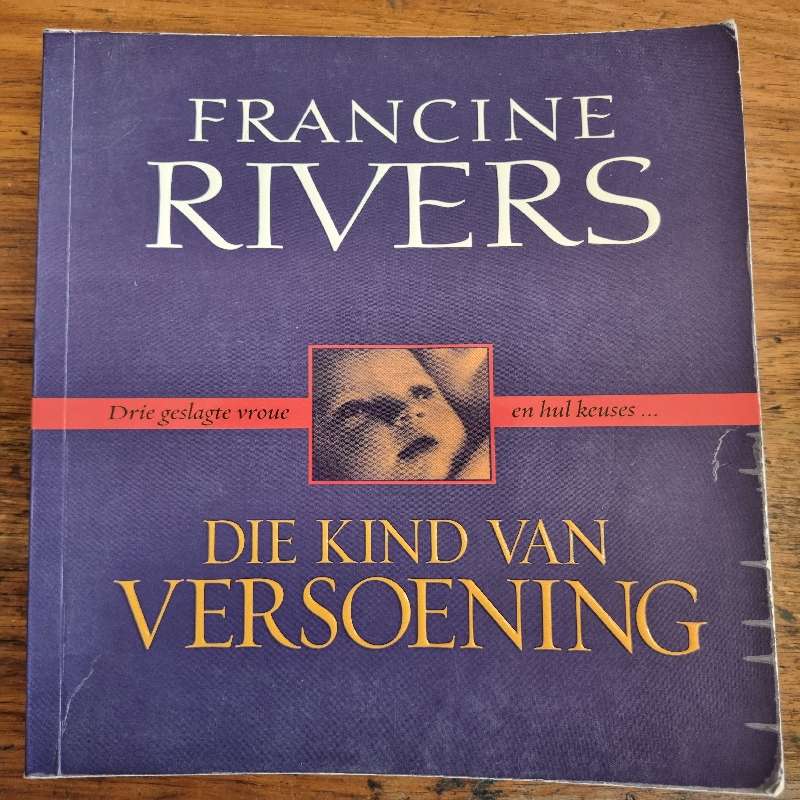 FRANCINE
RIVERS
Drie geslagte vroue en hul keuses ...
DIE KIND VAN
VERSOENING